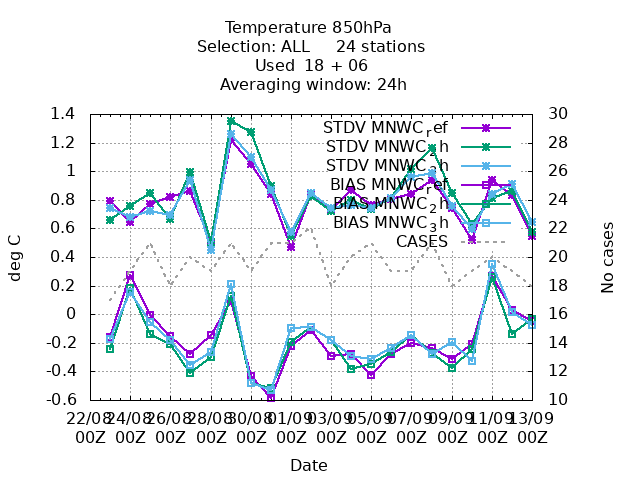 Temperature 850hPa
Selection: ALL 24 stations
Used 18 + 06
Averaging window: 24h
1.4
1.2
1
0.8
0.6
0.4
0.2
0
-0.2
-0.4
-0.6
deg C
30
28
26
24
22
20
18
16
14
12
10
No cases
STDV MNWC_ref
STDV MNWC_2h
STDV MNWC_3h
BIAS MNWC_ref
BIAS MNWC_2h
BIAS MNWC_3h
CASES
22/08 24/08 26/08 28/08 30/08 01/09 03/09 05/09 07/09 09/09 11/09 13/09
00Z 00Z 00Z 00Z 00Z 00Z 00Z 00Z 00Z 00Z 00Z 00Z
Date